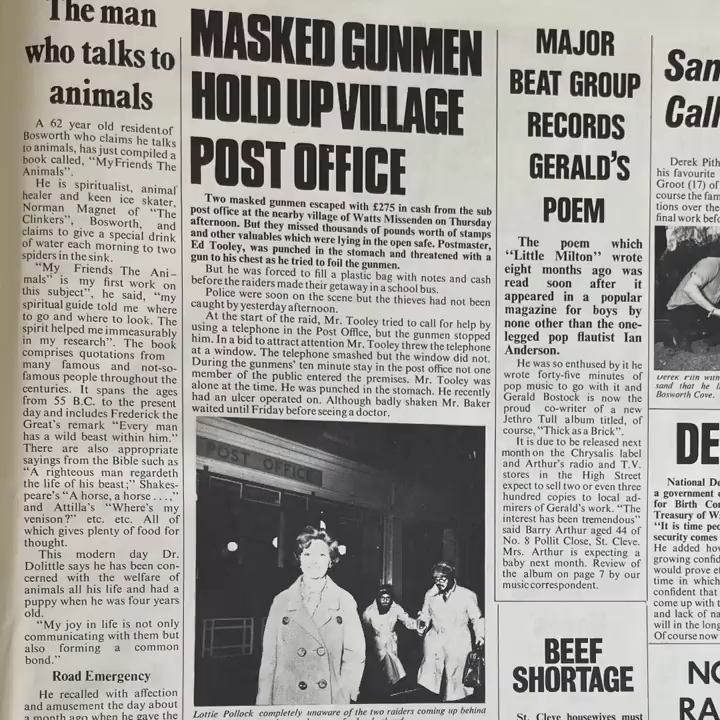 The man
who talks to
animals
A 62 year old resident of
Bosworth who claims he talks
to animals, has just compiled a
book called, "My Friends The
Animals".
He is spiritualist, animal
healer and keen ice skater,
Norman Magnet of "The
Clinkers", Bosworth, and
claims to give a special drink
of water each morning to two
spiders in the sink.
"My Friends The Ani-
mals" is my first work on
this subject", he said, "my
spiritual guide told me where
to go and where to look. The
spirit helped me immeasurably
in my research". The book
comprises quotations from
many famous and not-so-
famous people throughout the
centuries. It spans the ages
from 55 B.C. to the present
day and includes Frederick the
Great's remark "Every man
has a wild beast within him."
There are also appropriate
sayings from the Bible such as
"A righteous man regardeth
the life of his beast;" Shakes-
peare's "A horse, a horse . . . .,"
and Attilla's "Where's my
venison?" etc. etc. All of
which gives plenty of food for
thought.
This modern day Dr.
Dolittle says he has been con-
cerned with the welfare of
animals all his life and had a
puppy when he was four years
old.
"My joy in life is not only
communicating with them but
also forming a common
bond."
Road Emergency
He recalled with affection
and amusement the day about
a month ago when he gave the
MASKED GUNMEN
HOLD UP VILLAGE
POST OFFICE
Two masked gunmen escaped with £275 in cash from the sub
post office at the nearby village of Watts Missenden on Thursday
afternoon. But they missed thousands of pounds worth of stamps
and other valuables which were lying in the open safe. Postmaster,
Ed Tooley, was punched in the stomach and threatened with a
gun to his chest as he tried to foil the gunmen.
But he was forced to fill a plastic bag with notes and cash
before the raiders made their getaway in a school bus.
Police were soon on the scene but the thieves had not been
caught by yesterday afternoon.
At the start of the raid, Mr. Tooley tried to call for help by
using a telephone in the Post Office, but the gunmen stopped
him. In a bid to attract attention Mr. Tooley threw the telephone
at a window. The telephone smashed but the window did not.
During the gunmen's ten minute stay in the post office not one
member of the public entered the premises. Mr. Tooley was
alone at the time. He was punched in the stomach. He recently
had an ulcer operated on. Although badly shaken Mr. Baker
waited until Friday before seeing a doctor.
POST OFFICE
Lottie Pollock completely unaware of the two raiders coming up behind
MAJOR
BEAT GROUP
RECORDS
GERALD'S
POEM
The poem which
"Little Milton" wrote
eight months ago was
read soon after it
appeared in a popular
magazine for boys by
none other than the one-
legged pop flautist Ian
Anderson.
He was so enthused by it he
wrote forty-five minutes of
pop music to go with it and
Gerald Bostock is now the
proud co-writer of a new
Jethro Tull album titled, of
course, "Thick as a Brick".
It is due to be released next
month on the Chrysalis label
and Arthur's radio and T.V.
stores in the High Street
expect to sell two or even three
hundred copies to local ad-
mirers of Gerald's work. "The
interest has been tremendous"
said Barry Arthur aged 44 of
No. 8 Pollit Close, St. Cleve.
Mrs. Arthur is expecting a
baby next month. Review of
the album on page 7 by our
music correspondent.
BEEF
SHORTAGE
St. Cleve housewives must
San
Call
Derek Pith
his favourite
Groot (17) of
course the fam
tions over the
final work befo
Derek Pith with
sand that he
Bosworth Cove.
DE
National De
a government
for Birth Con
Treasury of W
"It is time pe
security comes
He added how
growing confid
would prove ef
time in which
confident that
come up with t
and lack of na
will in the long
Of course now
NO
RA